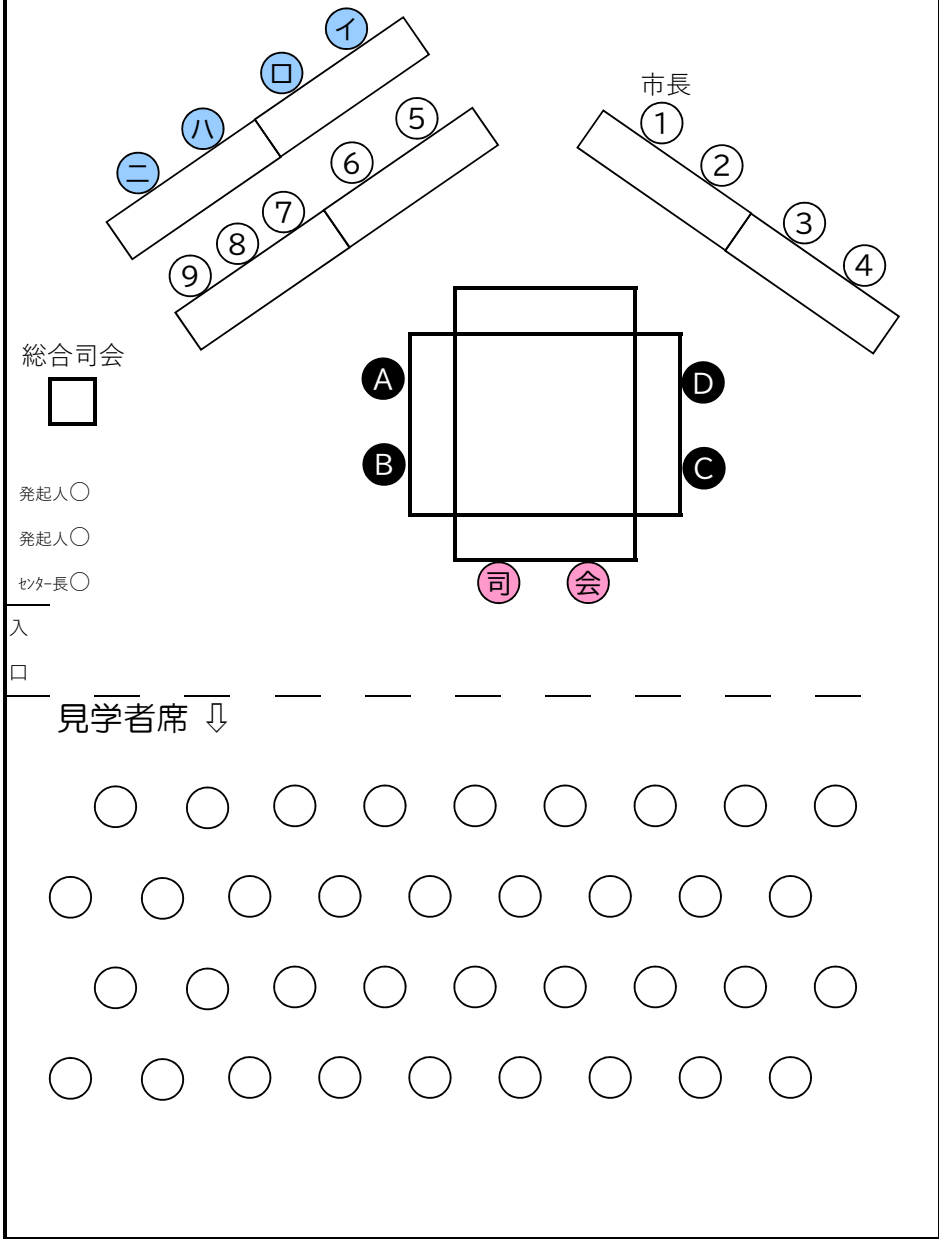 イ
ロ
ハ
ニ
市長
①
②
③
④
⑤
⑥
⑦
⑧
⑨
総合司会
A
B
D
C
発起人○
発起人○
ｾﾝﾀｰ長○
司 会
入
口
見学者席 ⇩